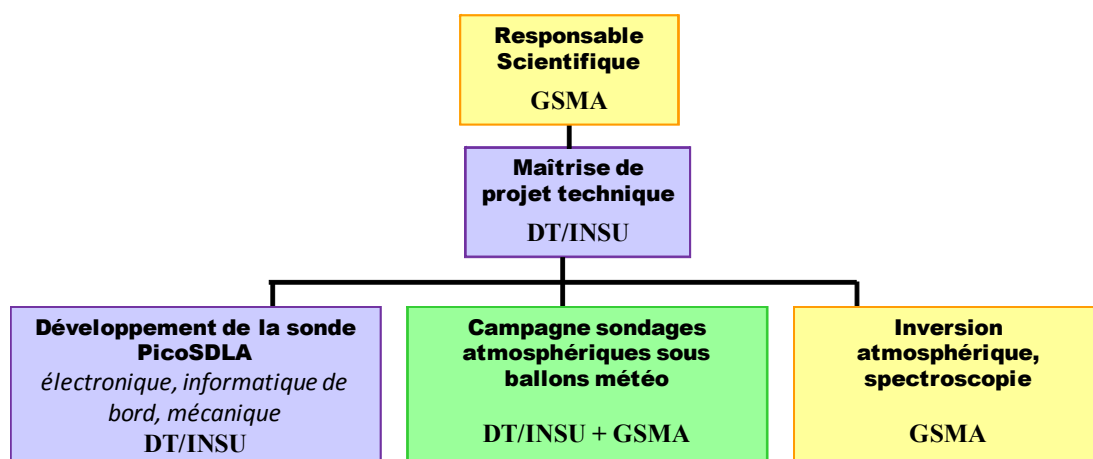 Responsable
Scientifique
GSMA
Maîtrise de
projet technique
DT/INSU
Développement de la sonde
PicoSDLA
électronique, informatique de
bord, mécanique
DT/INSU
Campagne sondages
atmosphériques sous
ballons météo
DT/INSU + GSMA
Inversion
atmosphérique,
spectroscopie
GSMA